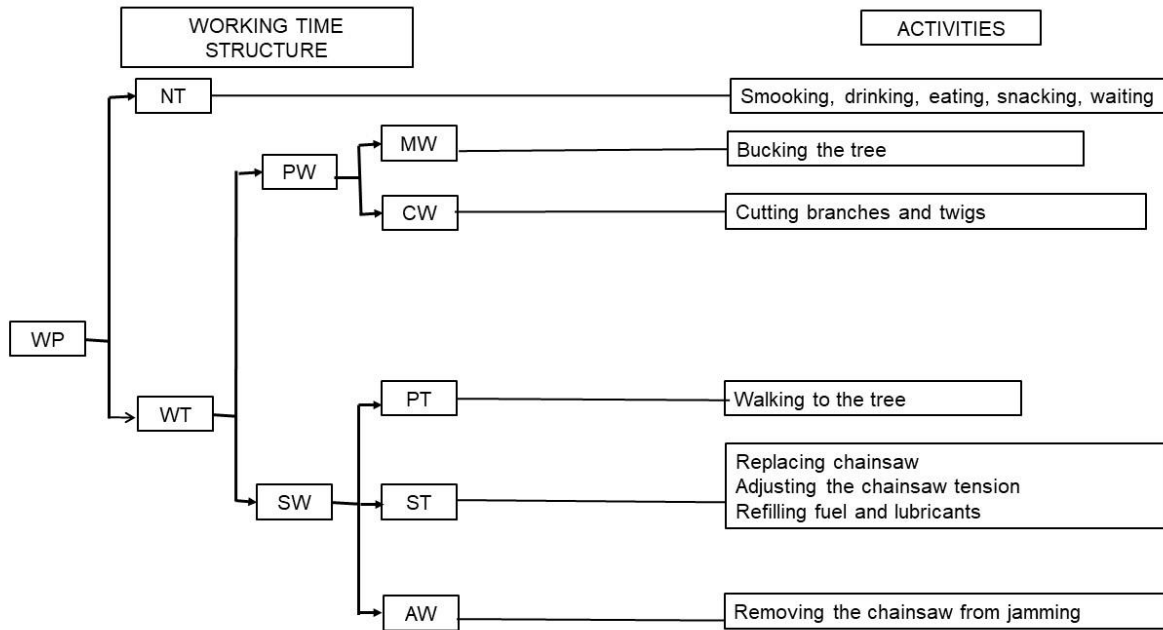 WORKING TIME
STRUCTURE
ACTIVITIES
NT
Smooking, drinking, eating, snacking, waiting
MW
Bucking the tree
PW
CW
Cutting branches and twigs
WP
WT
PT
Walking to the tree
SW
ST
Replacing chainsaw
Adjusting the chainsaw tension
Refilling fuel and lubricants
AW
Removing the chainsaw from jamming